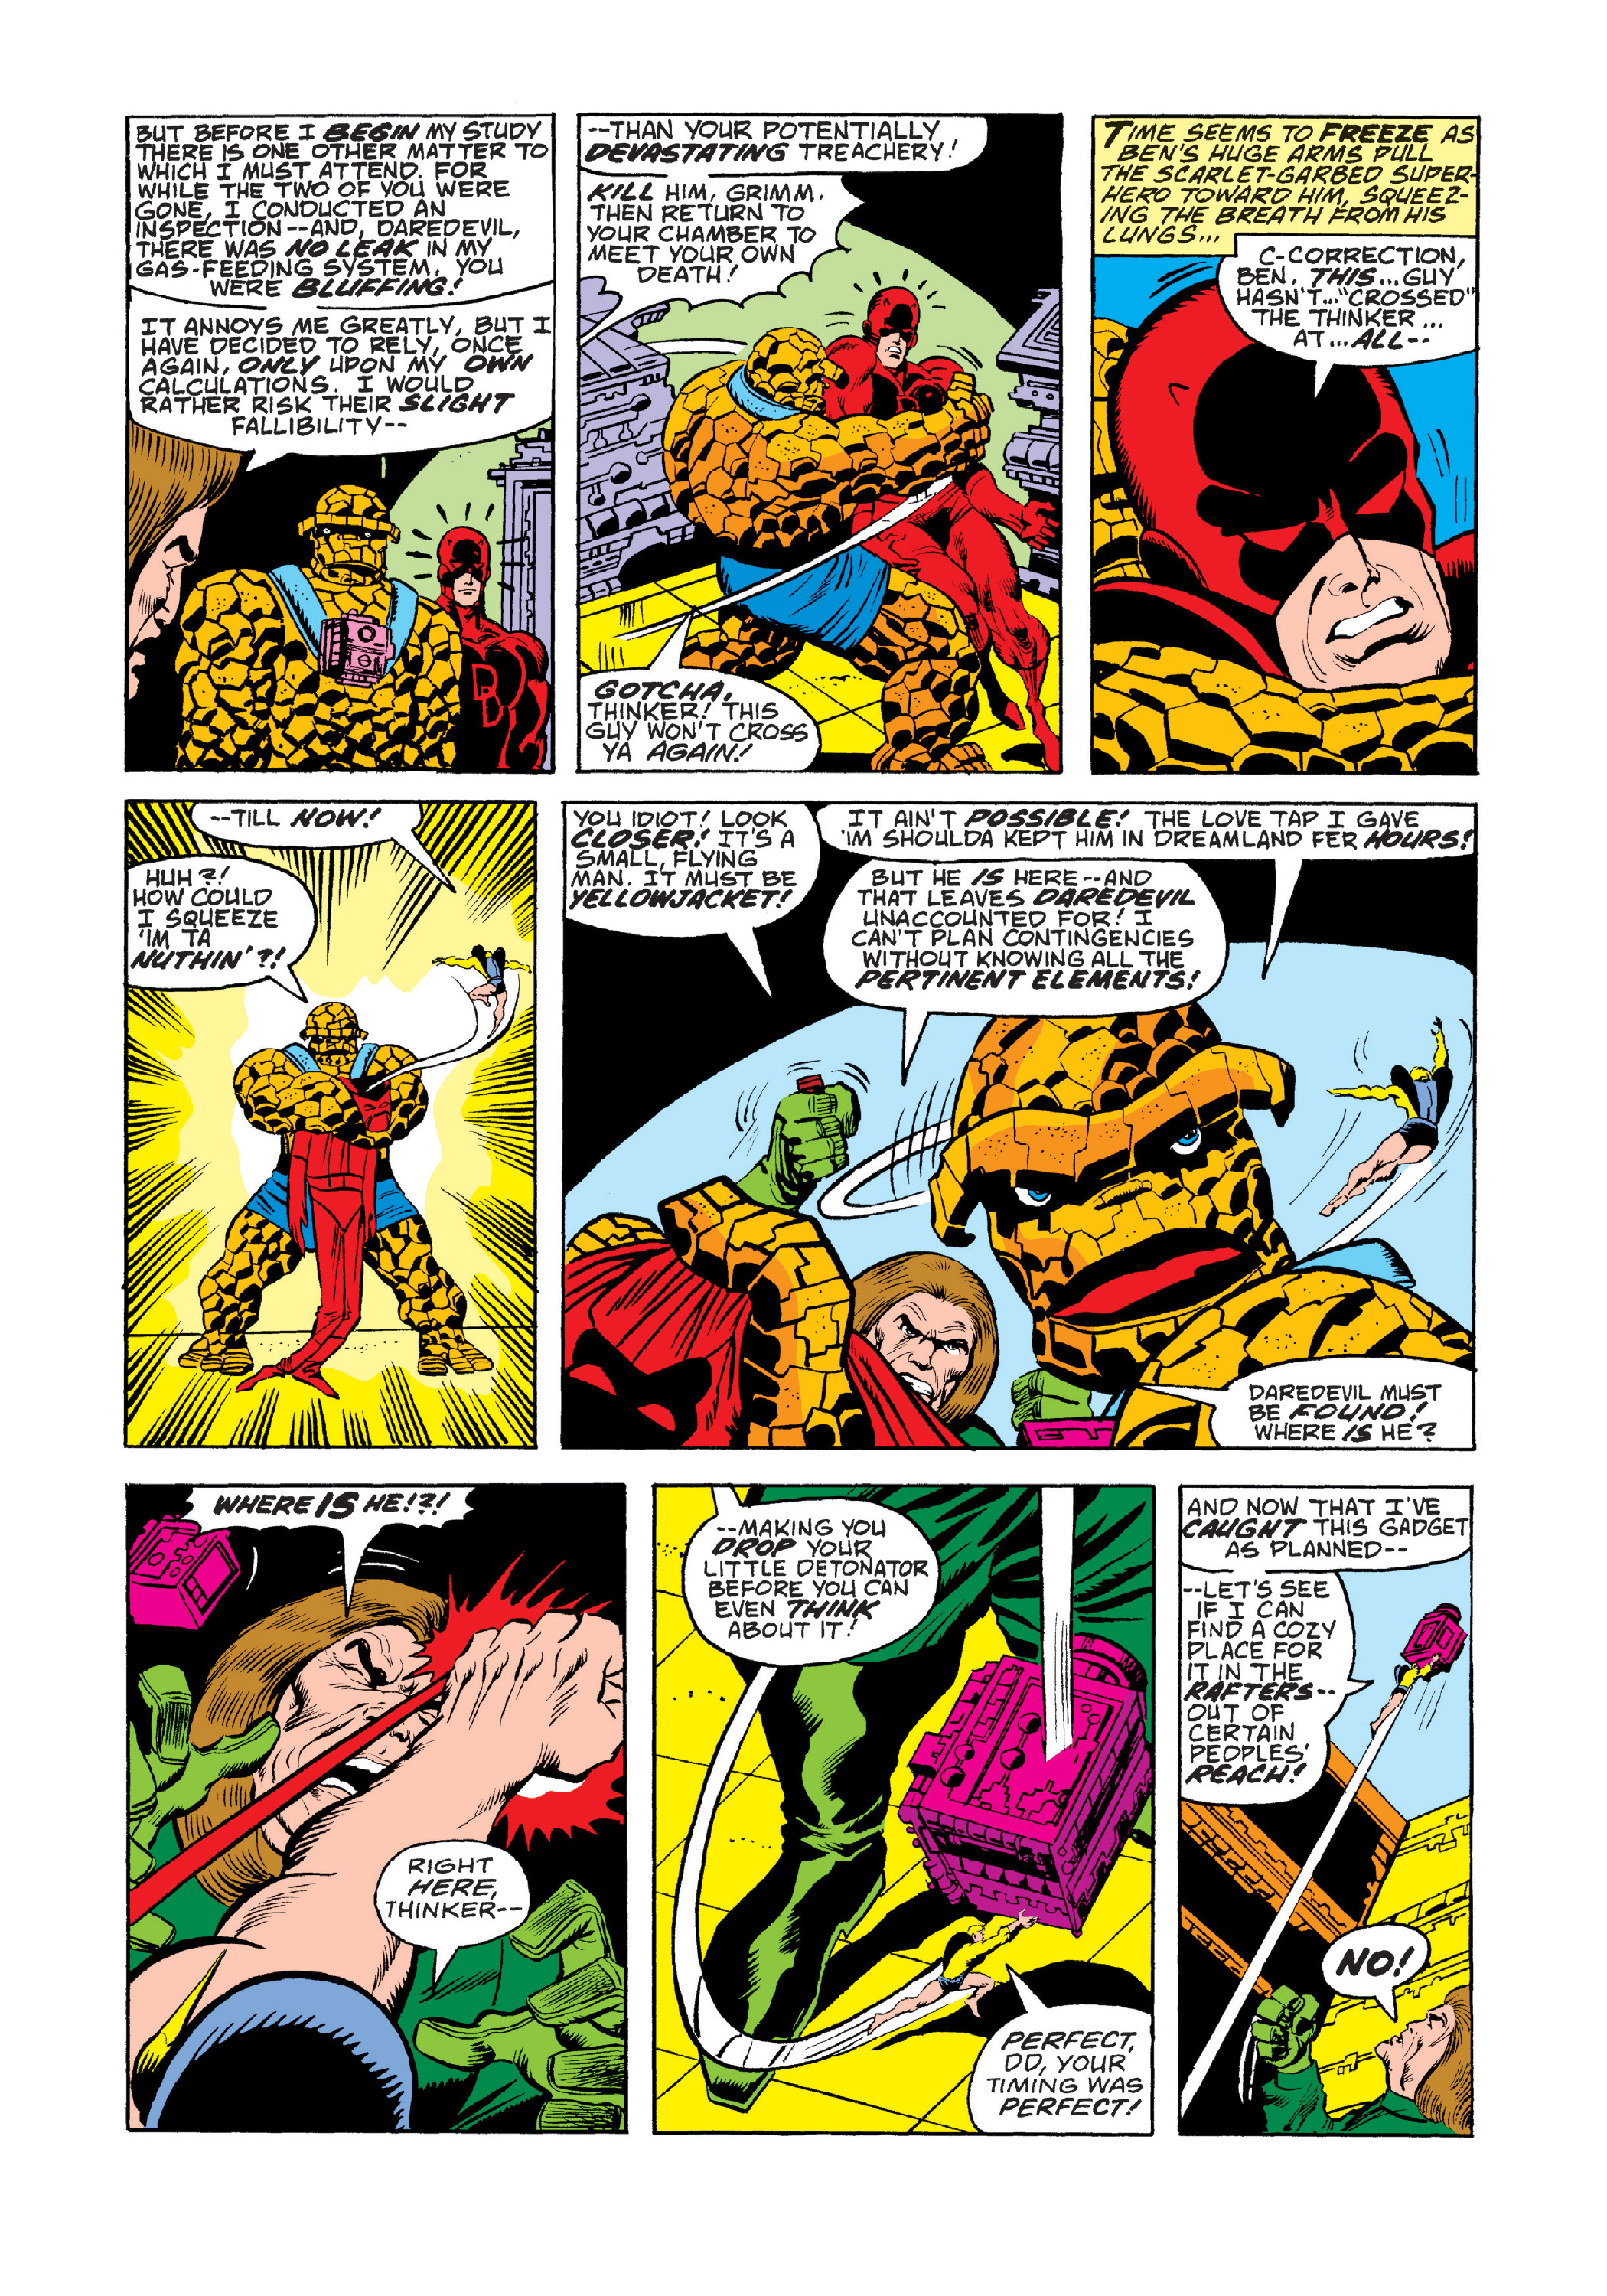 BUT BEFORE I BEGIN MY STUDY
THERE IS ONE OTHER MATTER TO
WHICH I MUST ATTEND. FOR
WHILE THE TWO OF YOU WERE
GONE, I CONDUCTED AN
INSPECTION--AND, DAREDEVIL,
THERE WAS NO LEAK IN MY
GAS-FEEDING SYSTEM. YOU
WERE BLUFFING!
IT ANNOYS ME GREATLY, BUT I
HAVE DECIDED TO RELY, ONCE
AGAIN, ONLY UPON MY OWN
CALCULATIONS. I WOULD
RATHER RISK THEIR SLIGHT
FALLIBILITY--
DD
--THAN YOUR POTENTIALLY
DEVASTATING TREACHERY!
KILL HIM, GRIMM.
THEN RETURN TO
YOUR CHAMBER TO
MEET YOUR OWN
DEATH!
GOTCHA,
THINKER! THIS
GUY WON'T CROSS
YA AGAIN!
TIME SEEMS TO FREEZE AS
BEN'S HUGE ARMS PULL
THE SCARLET-GARBED SUPER-
HERO TOWARD HIM, SQUEEZ-
ING THE BREATH FROM HIS
LUNGS...
C-CORRECTION,
BEN. THIS...GUY
HASN'T..."CROSSED"
THE THINKER...
AT...ALL--
--TILL NOW!
HUH?!
HOW COULD
I SQUEEZE
'IM TA
NUTHIN'?!
YOU IDIOT! LOOK
CLOSER! IT'S A
SMALL, FLYING
MAN. IT MUST BE
YELLOWJACKET!
IT AIN'T POSSIBLE! THE LOVE TAP I GAVE
'IM SHOULDA KEPT HIM IN DREAMLAND FER HOURS!
BUT HE IS HERE--AND
THAT LEAVES DAREDEVIL
UNACCOUNTED FOR! I
CAN'T PLAN CONTINGENCIES
WITHOUT KNOWING ALL THE
PERTINENT ELEMENTS!
DAREDEVIL MUST
BE FOUND!
WHERE IS HE?
WHERE IS HE!?!
RIGHT
HERE,
THINKER--
--MAKING YOU
DROP YOUR
LITTLE DETONATOR
BEFORE YOU CAN
EVEN THINK
ABOUT IT!
PERFECT,
DD, YOUR
TIMING WAS
PERFECT!
AND NOW THAT I'VE
CAUGHT THIS GADGET
AS PLANNED--
--LET'S SEE
IF I CAN
FIND A COZY
PLACE FOR
IT IN THE
RAFTERS--
OUT OF
CERTAIN
PEOPLES'
REACH!
NO!